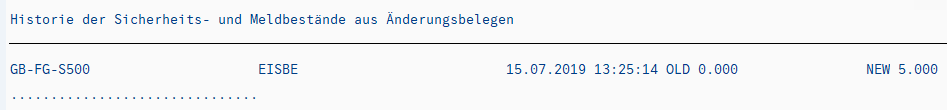 Historie der Sicherheits- und Meldbestände aus Änderungsbelegen
GB-FG-S500 EISBE 15.07.2019 13:25:14 OLD 0.000 NEW 5.000
...............................